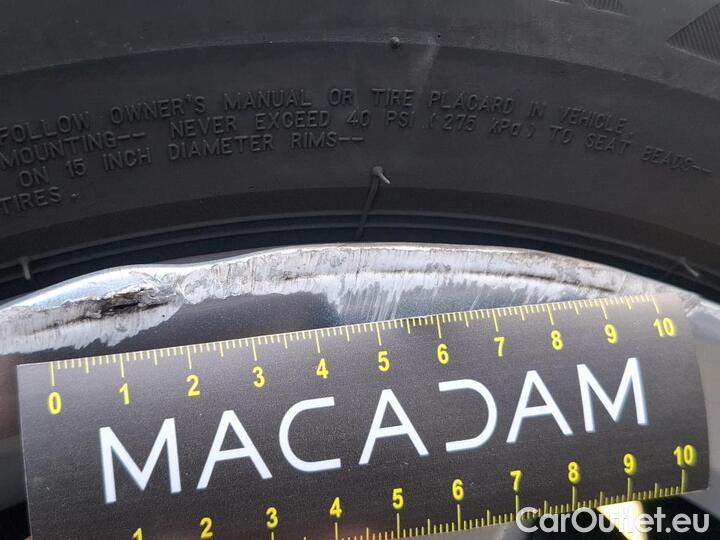 FOLLOW OWNER'S MANUAL OR TIRE PLACARD IN VEHICLE.
MOUNTING-- NEVER EXCEED 40 PSI (275 kPa) TO SEAT BEADS--
ON 15 INCH DIAMETER RIMS--
TIRES.
0 1 2 3 4 5 6 7 8 9 10
MACADAM
1 2 3 4 5 6 7 8 9 10
CarOutlet.eu